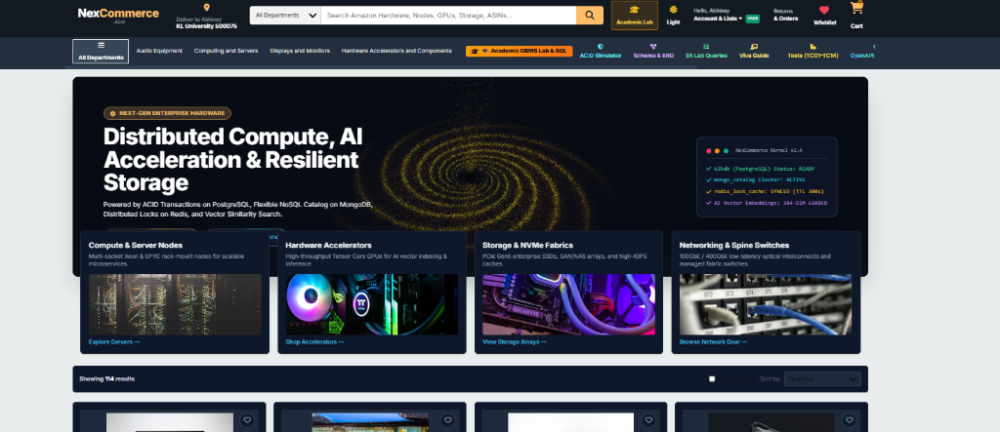 NexCommerce
.dist
Deliver to Abhinay
KL University 500075
All Departments
Search Amazon Hardware, Nodes, GPUs, Storage, ASINs...
Academic Lab
Light
Hello, Abhinay
Account & Lists
USER
Returns
& Orders
Wishlist
Cart
All Departments
Audio Equipment
Computing and Servers
Displays and Monitors
Hardware Accelerators and Components
Academic DBMS Lab & SQL
ACID Simulator
Schema & ERD
35 Lab Queries
Viva Guide
Tests (TC01-TC14)
OpenAPI
NEXT-GEN ENTERPRISE HARDWARE
Distributed Compute, AI
Acceleration & Resilient
Storage
Powered by ACID Transactions on PostgreSQL, Flexible NoSQL Catalog on MongoDB,
Distributed Locks on Redis, and Vector Similarity Search.
NexCommerce Kernel v2.4
klhdb (PostgreSQL) Status: READY
mongo_catalog Cluster: ACTIVE
redis_lock_cache: SYNCED (TTL 300s)
AI Vector Embeddings: 384-DIM LOADED
Compute & Server Nodes
Multi-socket Xeon & EPYC rack-mount nodes for scalable
microservices.
Explore Servers →
Hardware Accelerators
High-throughput Tensor Core GPUs for AI vector indexing &
inference.
Shop Accelerators →
Storage & NVMe Fabrics
PCIe Gen5 enterprise SSDs, SAN/NAS arrays, and high-IOPS
caches.
GIGABYTE
View Storage Arrays →
Networking & Spine Switches
100GbE / 400GbE low-latency optical interconnects and
managed fabric switches.
Browse Network Gear →
Showing 114 results
Sort by:
Featured